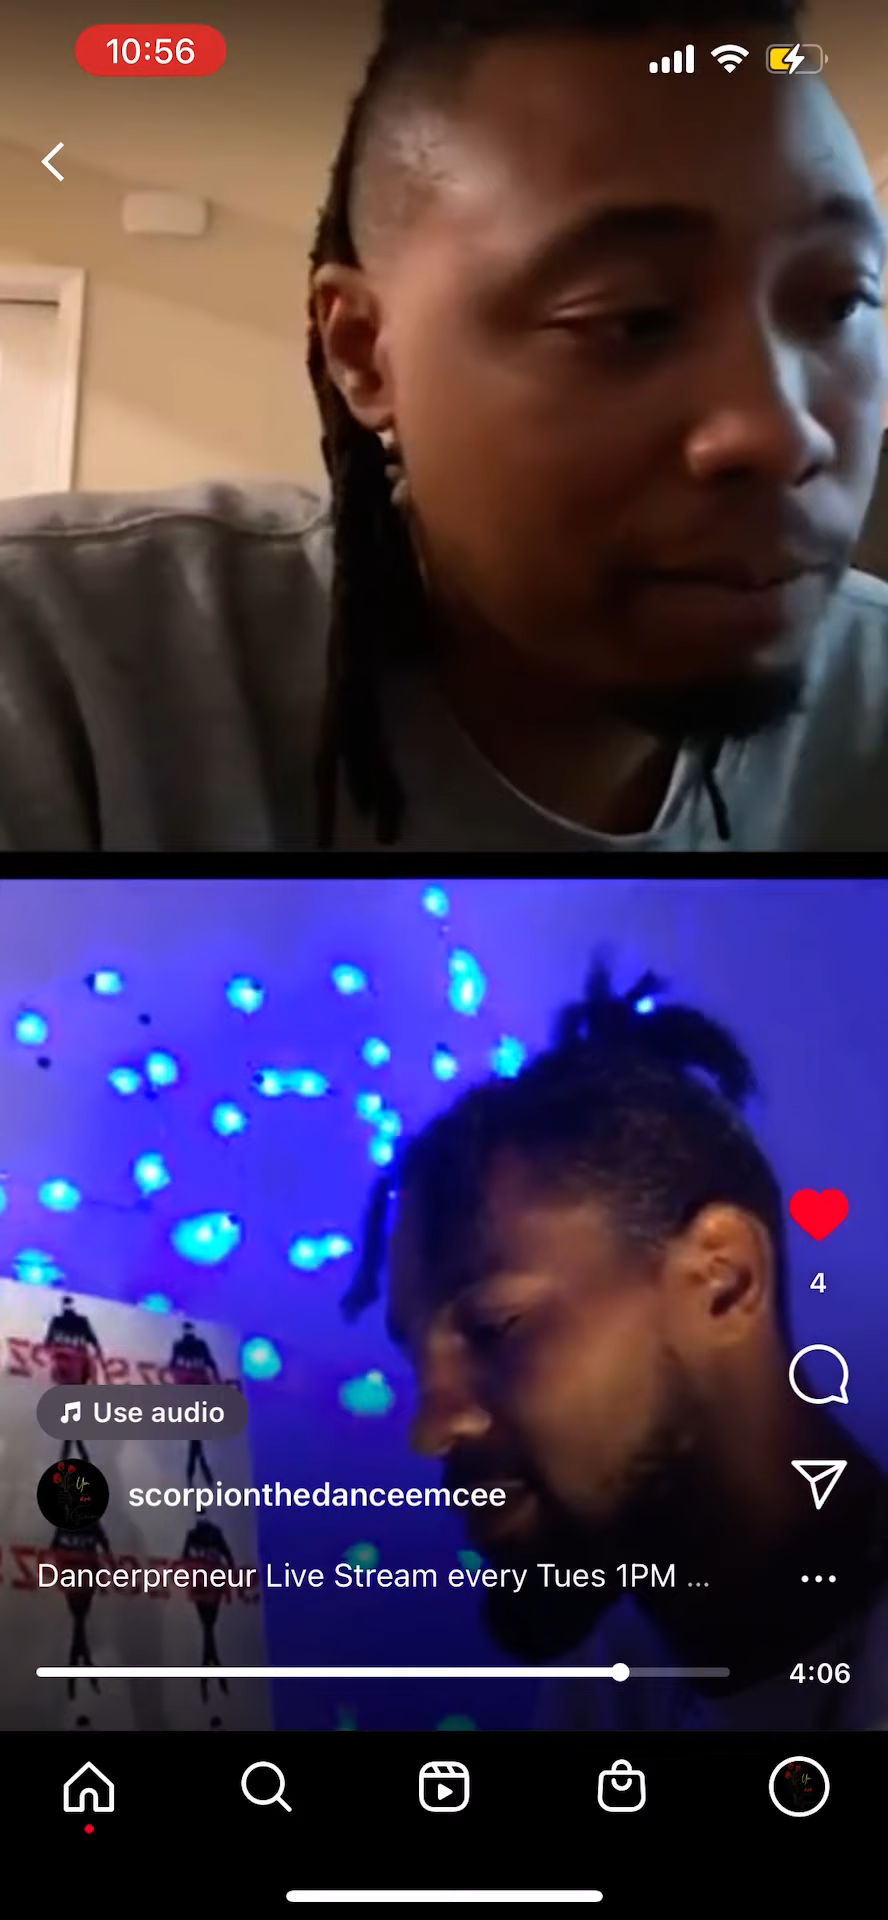 10:56
Use audio
scorpionthedanceemcee
Dancerpreneur Live Stream every Tues 1PM ...
4
4:06